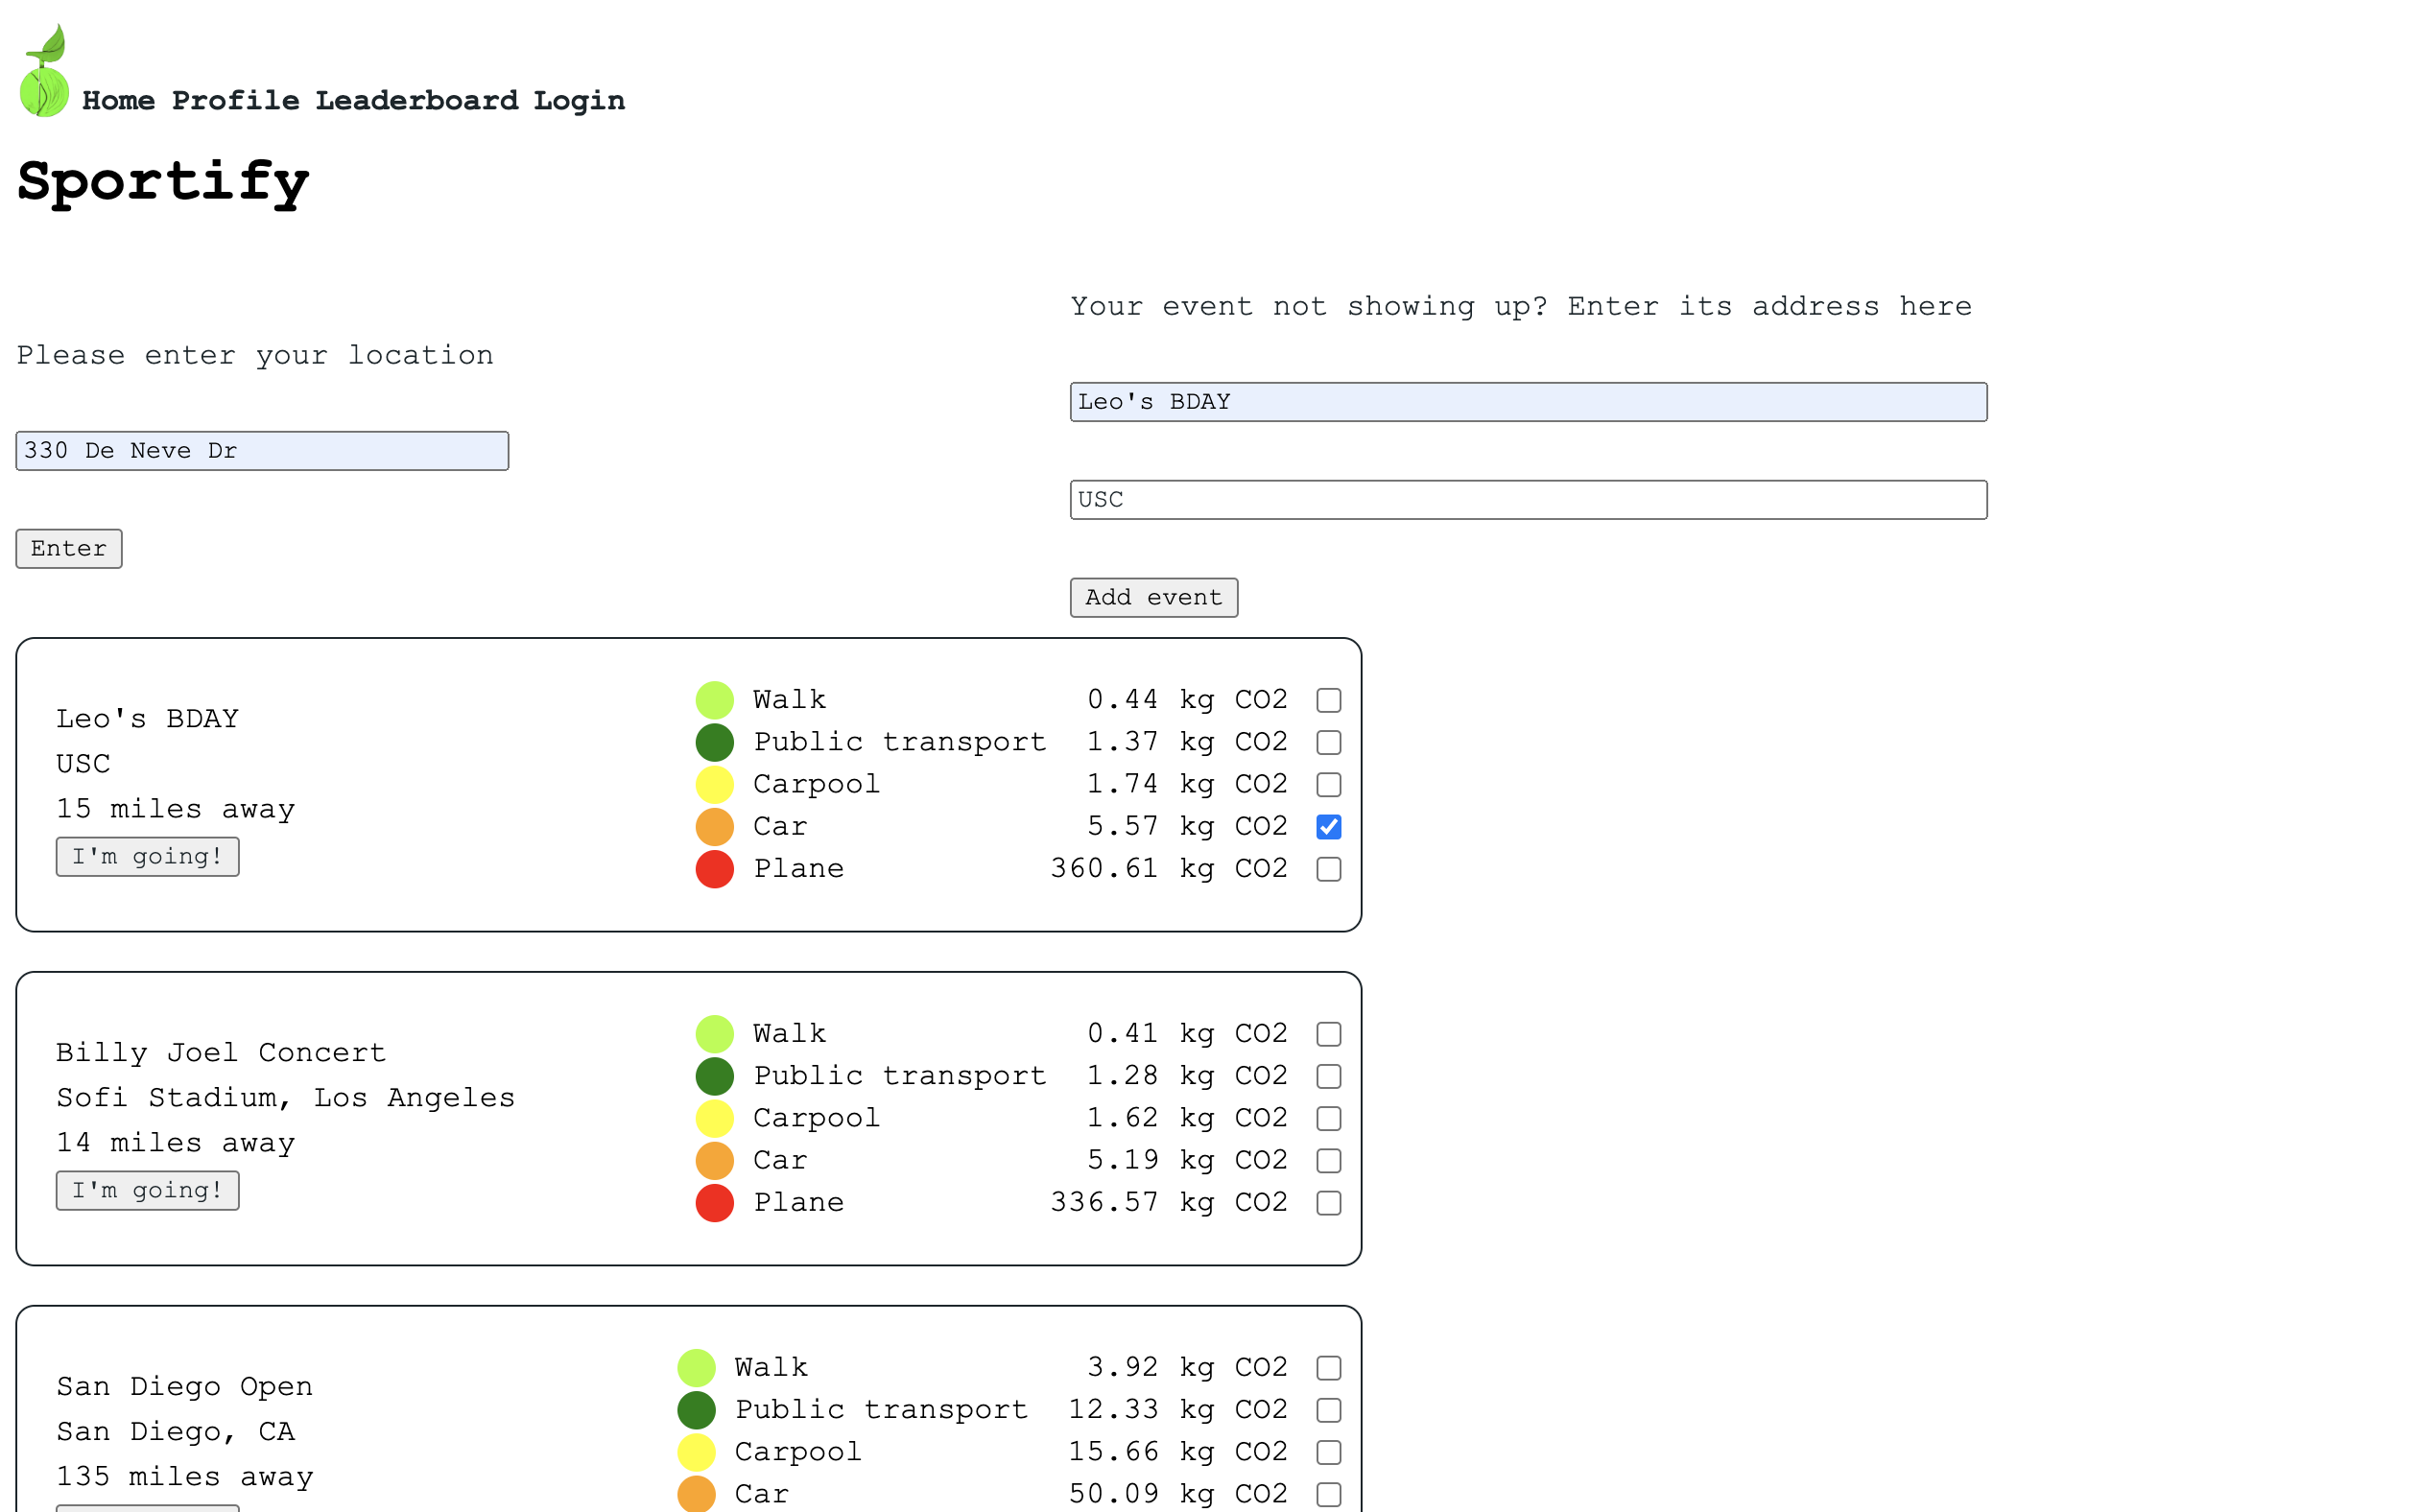 Home Profile Leaderboard Login
Sportify
Please enter your location
330 De Neve Dr
Enter
Your event not showing up? Enter its address here
Leo's BDAY
USC
Add event
Leo's BDAY
USC
15 miles away
I'm going!
Walk 0.44 kg CO2
Public transport 1.37 kg CO2
Carpool 1.74 kg CO2
Car 5.57 kg CO2
Plane 360.61 kg CO2
Billy Joel Concert
Sofi Stadium, Los Angeles
14 miles away
I'm going!
Walk 0.41 kg CO2
Public transport 1.28 kg CO2
Carpool 1.62 kg CO2
Car 5.19 kg CO2
Plane 336.57 kg CO2
San Diego Open
San Diego, CA
135 miles away
Walk 3.92 kg CO2
Public transport 12.33 kg CO2
Carpool 15.66 kg CO2
Car 50.09 kg CO2